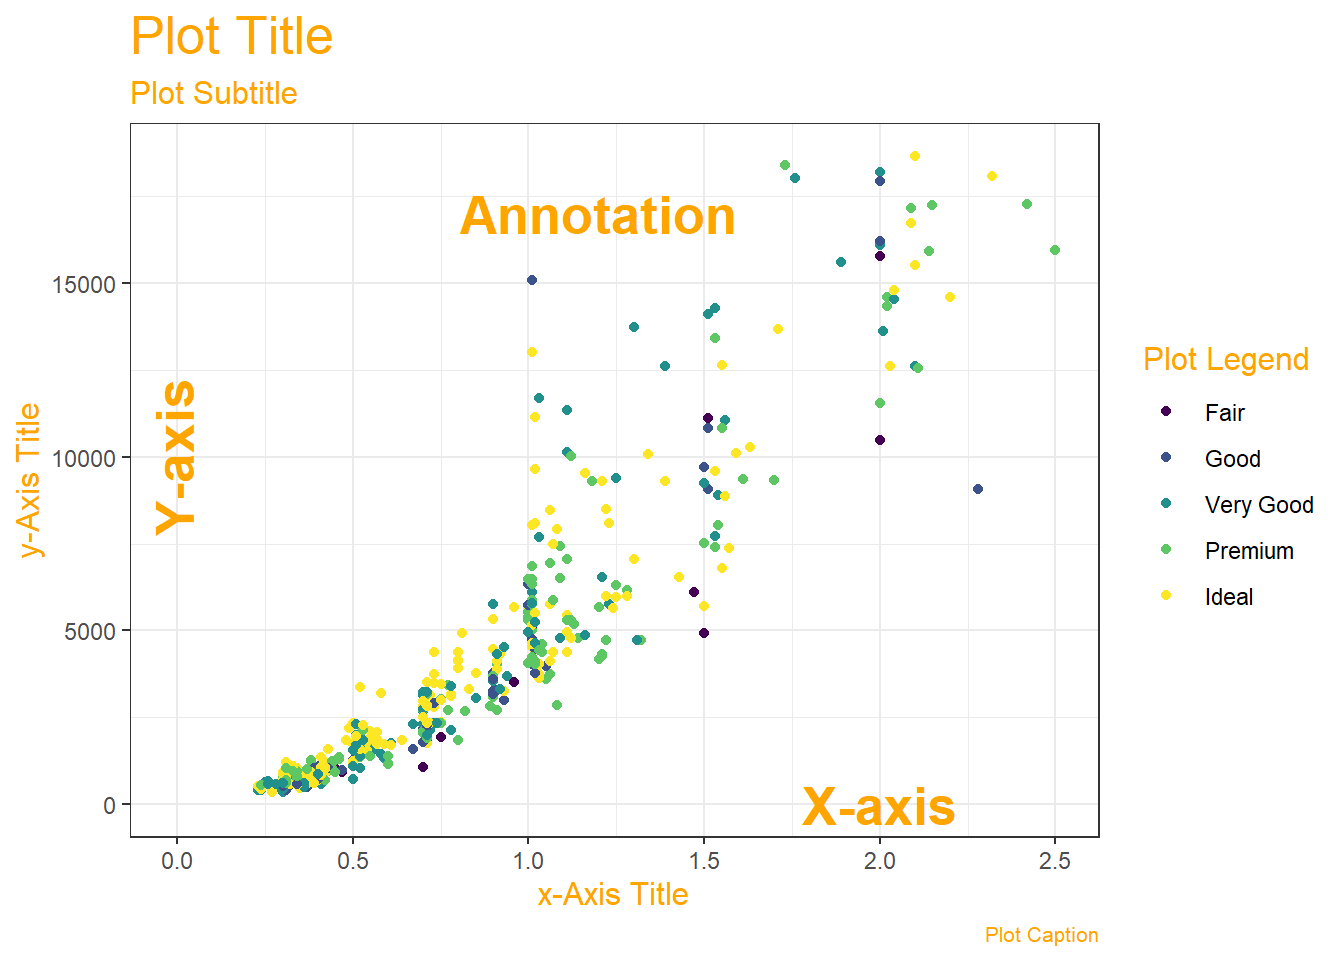 Plot Title
Plot Subtitle
Annotation
Y-axis
X-axis
y-Axis Title
15000
10000
5000
0
0.0 0.5 1.0 1.5 2.0 2.5
x-Axis Title
Plot Legend
Fair
Good
Very Good
Premium
Ideal
Plot Caption